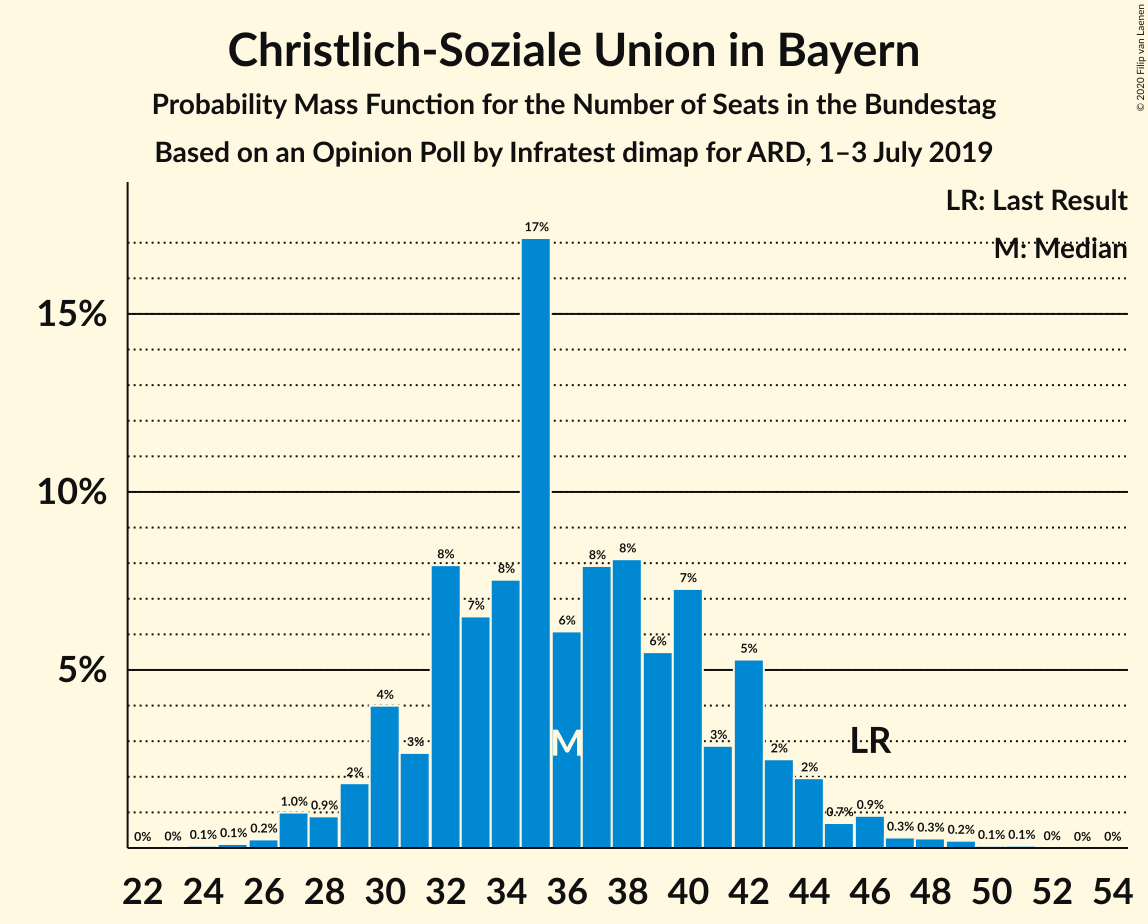 Christlich-Soziale Union in Bayern
Probability Mass Function for the Number of Seats in the Bundestag
Based on an Opinion Poll by Infratest dimap for ARD, 1–3 July 2019
© 2020 Filip van Laenen
LR: Last Result
M: Median
15%
10%
5%
0% 0% 0.1% 0.1% 0.2% 1.0% 0.9% 2% 4% 3% 8% 7% 8% 17% 6% 8% 8% 6% 7% 3% 5% 2% 2% 0.7% 0.9% 0.3% 0.3% 0.2% 0.1% 0.1% 0% 0% 0%
M LR
22 24 26 28 30 32 34 36 38 40 42 44 46 48 50 52 54